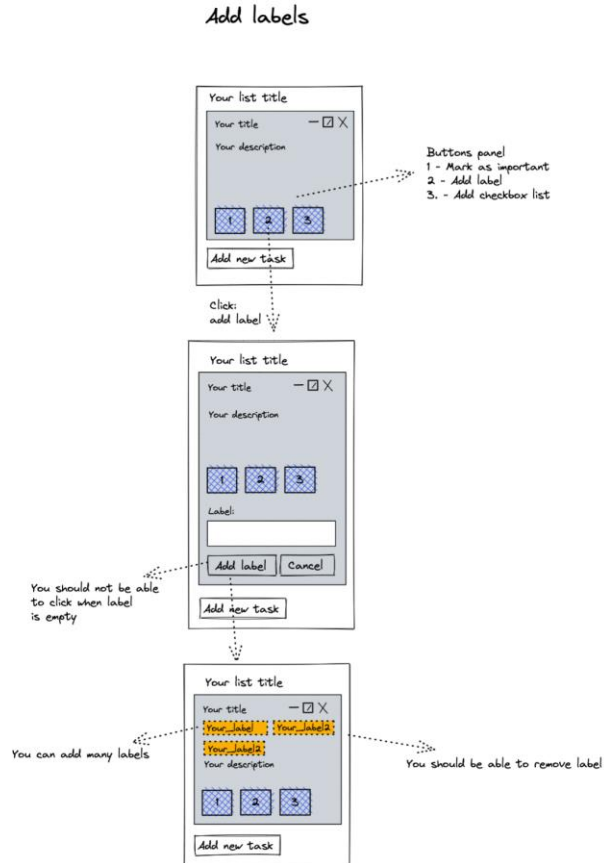 Add labels
Your list title
Your title
Your description
1 2 3
Add new task
Buttons panel
1 - Mark as important
2 - Add label
3. - Add checkbox list
Click:
add label
Your list title
Your title
Your description
1 2 3
Label:
Add label Cancel
Add new task
You should not be able
to click when label
is empty
Your list title
Your title
Your_label Your_label2
Your_label2
Your description
1 2 3
Add new task
You can add many labels
You should be able to remove label